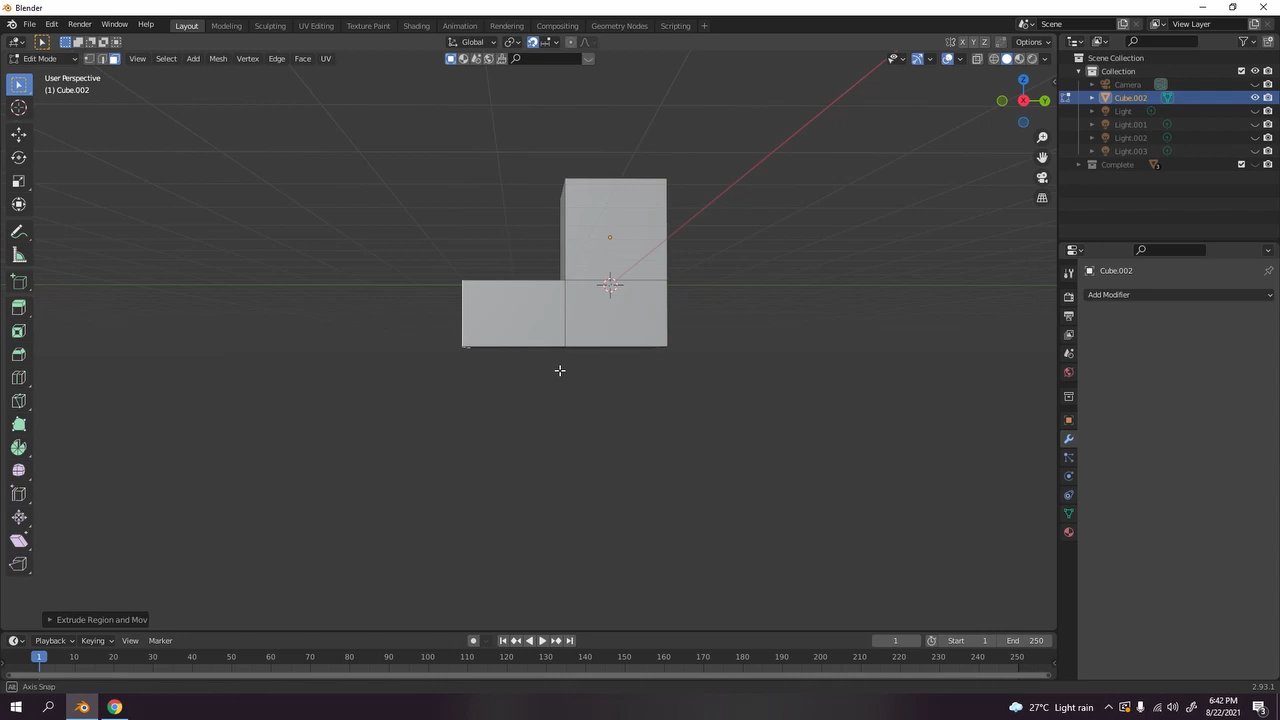 Blender
File Edit Render Window Help Layout Modeling Sculpting UV Editing Texture Paint Shading Animation Rendering Compositing Geometry Nodes Scripting + Scene View Layer
Global X Y Z Options
Edit Mode View Select Add Mesh Vertex Edge Face UV
User Perspective
(1) Cube.002
Z
X
Y
Scene Collection
Collection
Camera
Cube.002
Light
Light.001
Light.002
Light.003
Complete 3
Cube.002
Add Modifier
Extrude Region and Mov
Playback Keying View Marker 1 Start 1 End 250
1 10 20 30 40 50 60 70 80 90 100 110 120 130 140 150 160 170 180 190 200 210 220 230 240 250
Alt Axis Snap 2.93.1
27°C Light rain 6:42 PM
8/22/2021
3